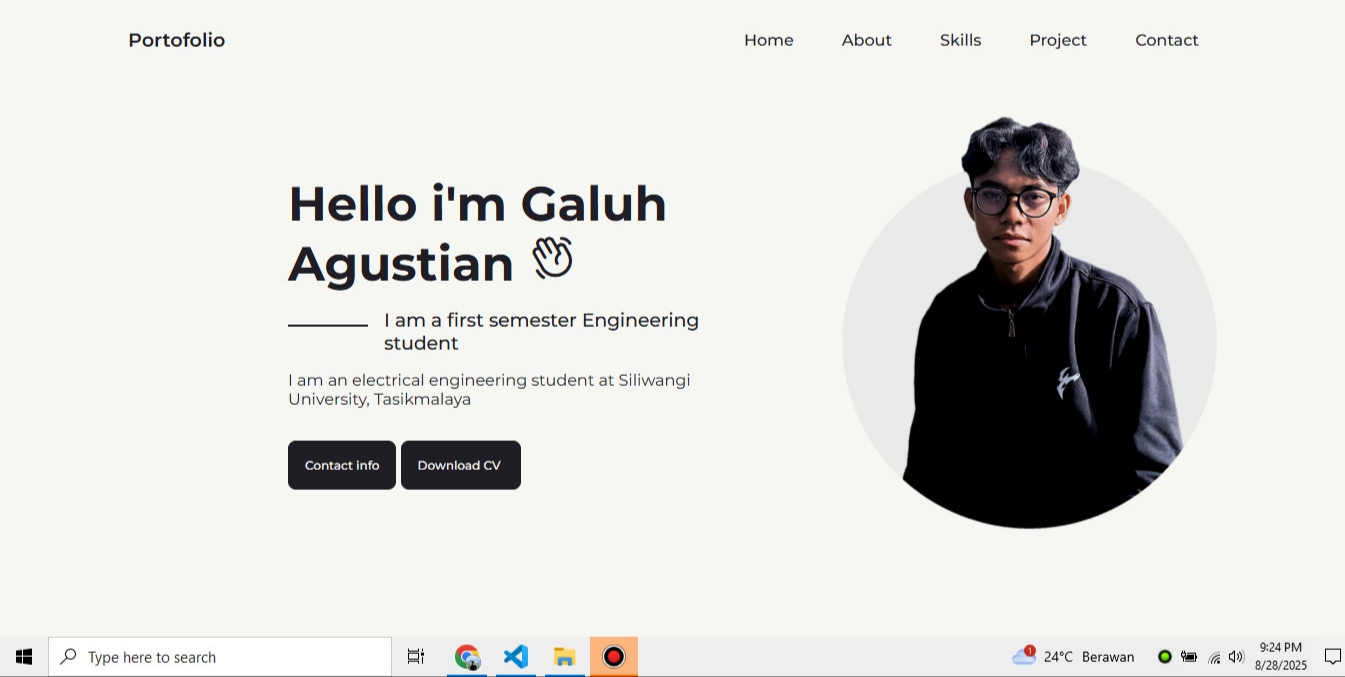 Portofolio
Home About Skills Project Contact
Hello i'm Galuh
Agustian
I am a first semester Engineering
student
I am an electrical engineering student at Siliwangi
University, Tasikmalaya
Contact info Download CV
Type here to search
1
24°C Berawan
9:24 PM
8/28/2025